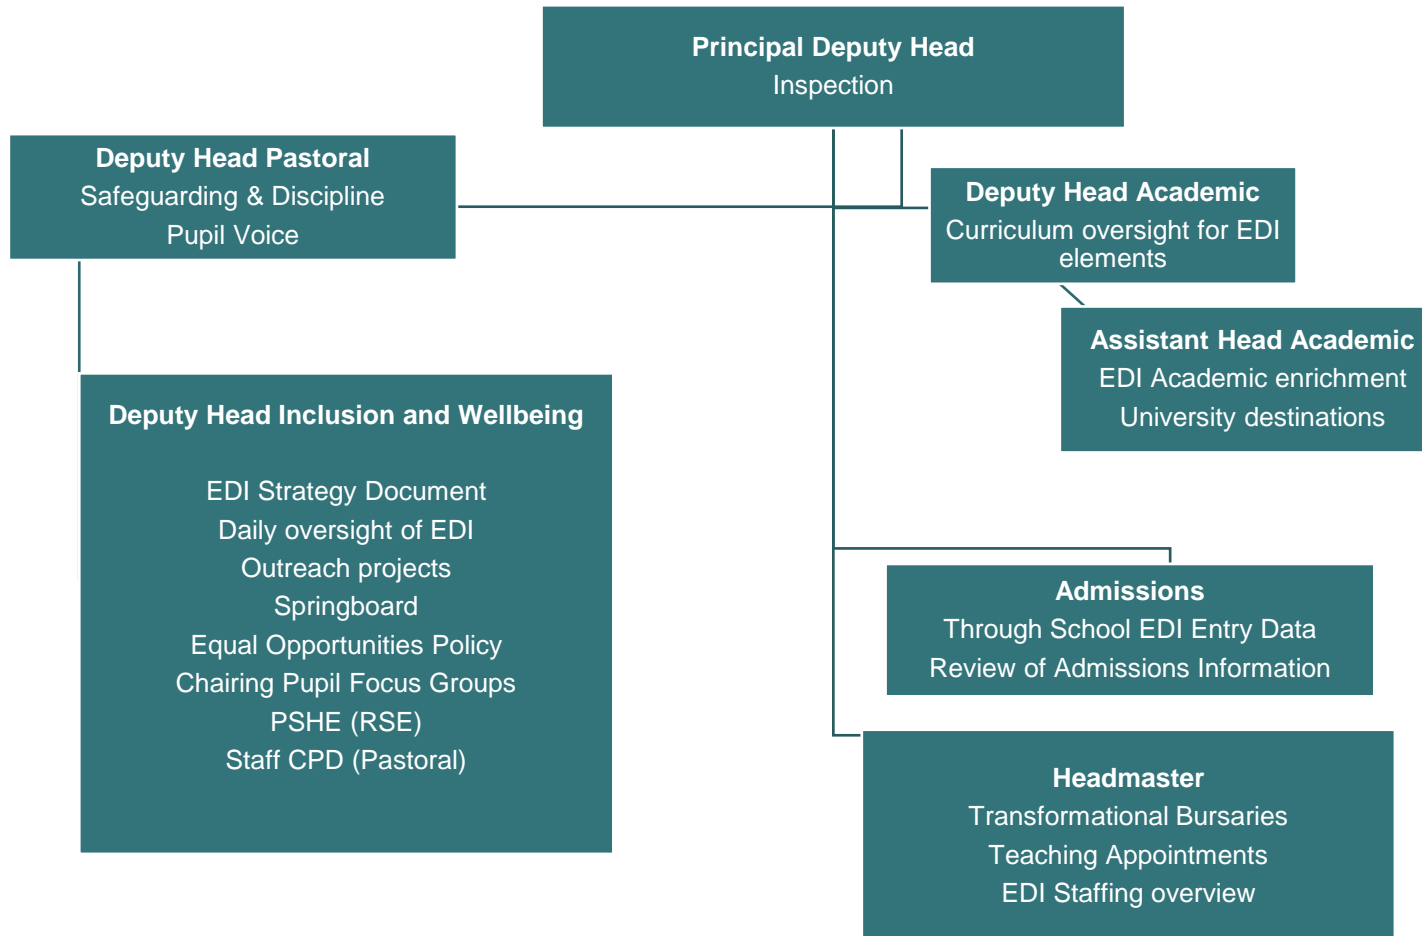 Principal Deputy Head
Inspection
Deputy Head Pastoral
Safeguarding & Discipline
Pupil Voice
Deputy Head Academic
Curriculum oversight for EDI
elements
Assistant Head Academic
EDI Academic enrichment
University destinations
Deputy Head Inclusion and Wellbeing
EDI Strategy Document
Daily oversight of EDI
Outreach projects
Springboard
Equal Opportunities Policy
Chairing Pupil Focus Groups
PSHE (RSE)
Staff CPD (Pastoral)
Admissions
Through School EDI Entry Data
Review of Admissions Information
Headmaster
Transformational Bursaries
Teaching Appointments
EDI Staffing overview